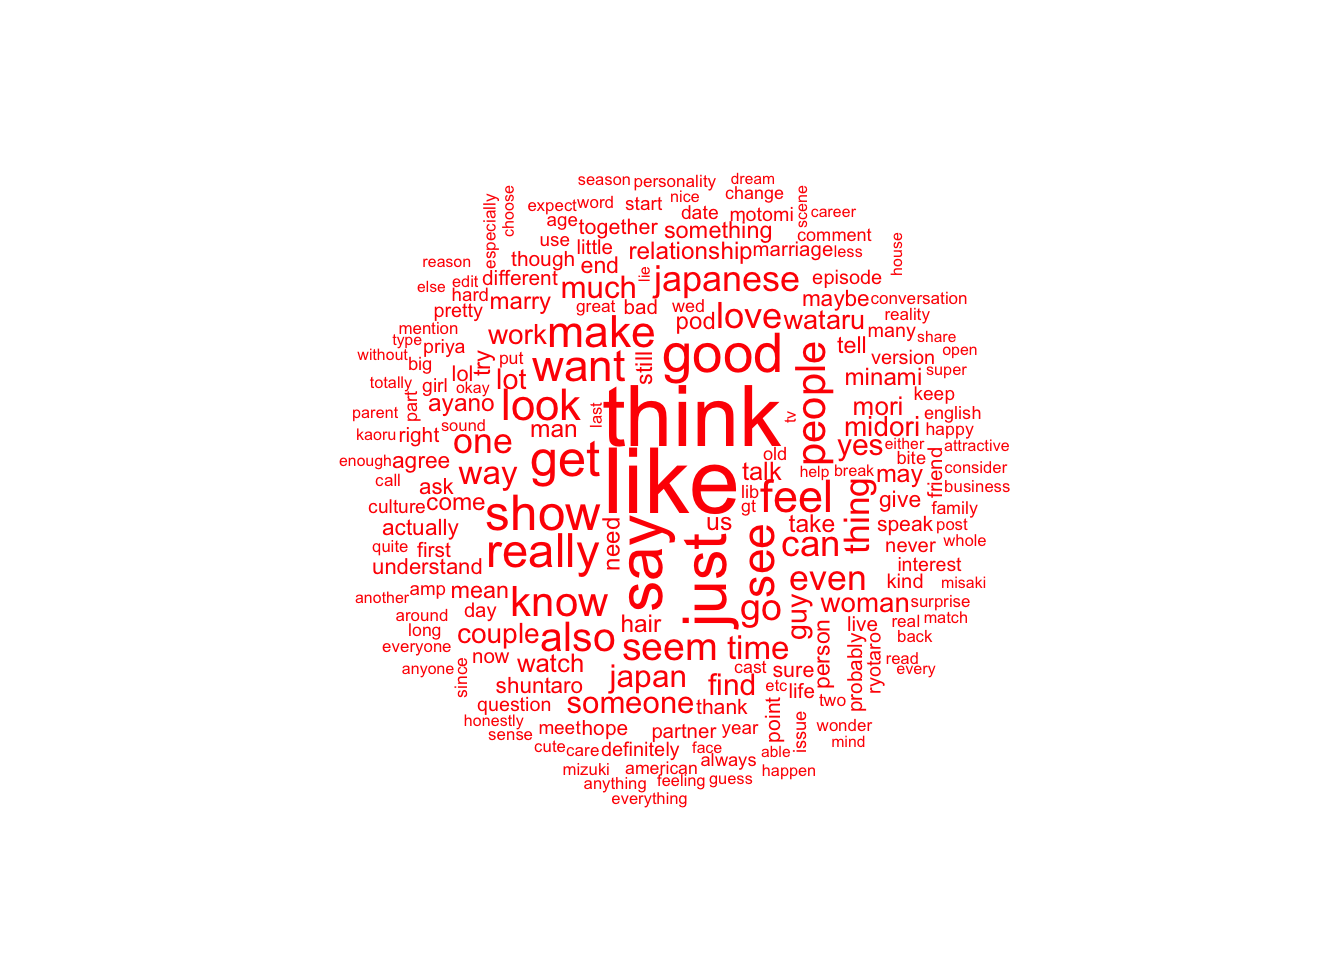 dream
season personality nice change
choose
especially
expect word start date motomi scene career
age together something comment
use little relationship marriage less
house
reason though end lie japanese episode
else edit different much
hard marry great bad wed maybe conversation
pretty work make pod love wataru reality
mention many share
type priya try put want still good people tell version open
without big lol lot minami super
totally girl okay look think keep
part ayano last tv mori english
parent man midori happy
kaoru right sound one yes either attractive
enough agree way get like old bite friend
call talk help break may consider
ask lib feel thing give business
culture come show gt family
actually us take speak post
quite first really need say just see can never whole
understand interest
another amp mean know even kind misaki
around day go guy woman surprise
long hair live real match
everyone couple also seem time person probably ryotaro back
now watch cast sure read every
anyone since japan find etc life
shuntaro two
question someone thank point issue
honestly meet hope partner year wonder
sense mind
cute care definitely face able
mizuki american always happen
anything feeling guess
everything